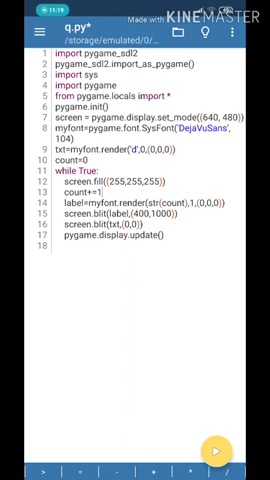 11:19
Made with
KINEMASTER
q.py*
/storage/emulated/0/...
1 import pygame_sdl2
2 pygame_sdl2.import_as_pygame()
3 import sys
4 import pygame
5 from pygame.locals import *
6 pygame.init()
7 screen = pygame.display.set_mode((640, 480))
8 myfont=pygame.font.SysFont('DejaVuSans',
104)
9 txt=myfont.render('d',0,(0,0,0))
10 count=0
11 while True:
12 screen.fill((255,255,255))
13 count+=1
14 label=myfont.render(str(count),1,(0,0,0))
15 screen.blit(label,(400,1000))
16 screen.blit(txt,(0,0))
17 pygame.display.update()
18
> = - + * /